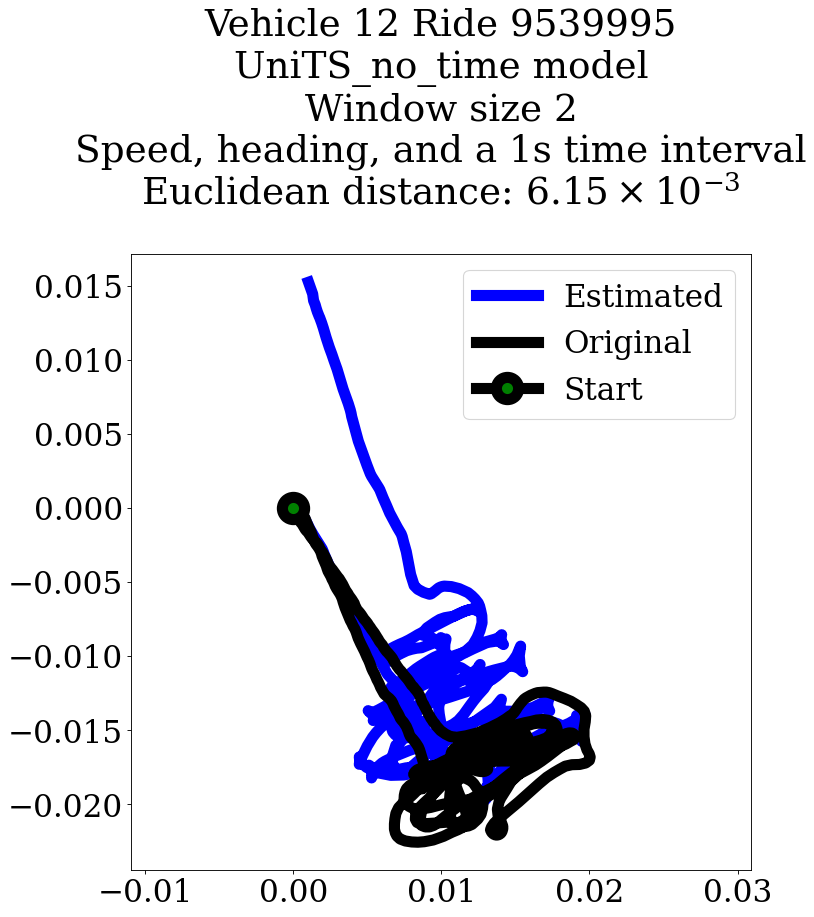 Vehicle 12 Ride 9539995
UniTS_no_time model
Window size 2
Speed, heading, and a 1s time interval
Euclidean distance: 6.15 × 10⁻³
Estimated
Original
Start
0.015
0.010
0.005
0.000
−0.005
−0.010
−0.015
−0.020
−0.01 0.00 0.01 0.02 0.03